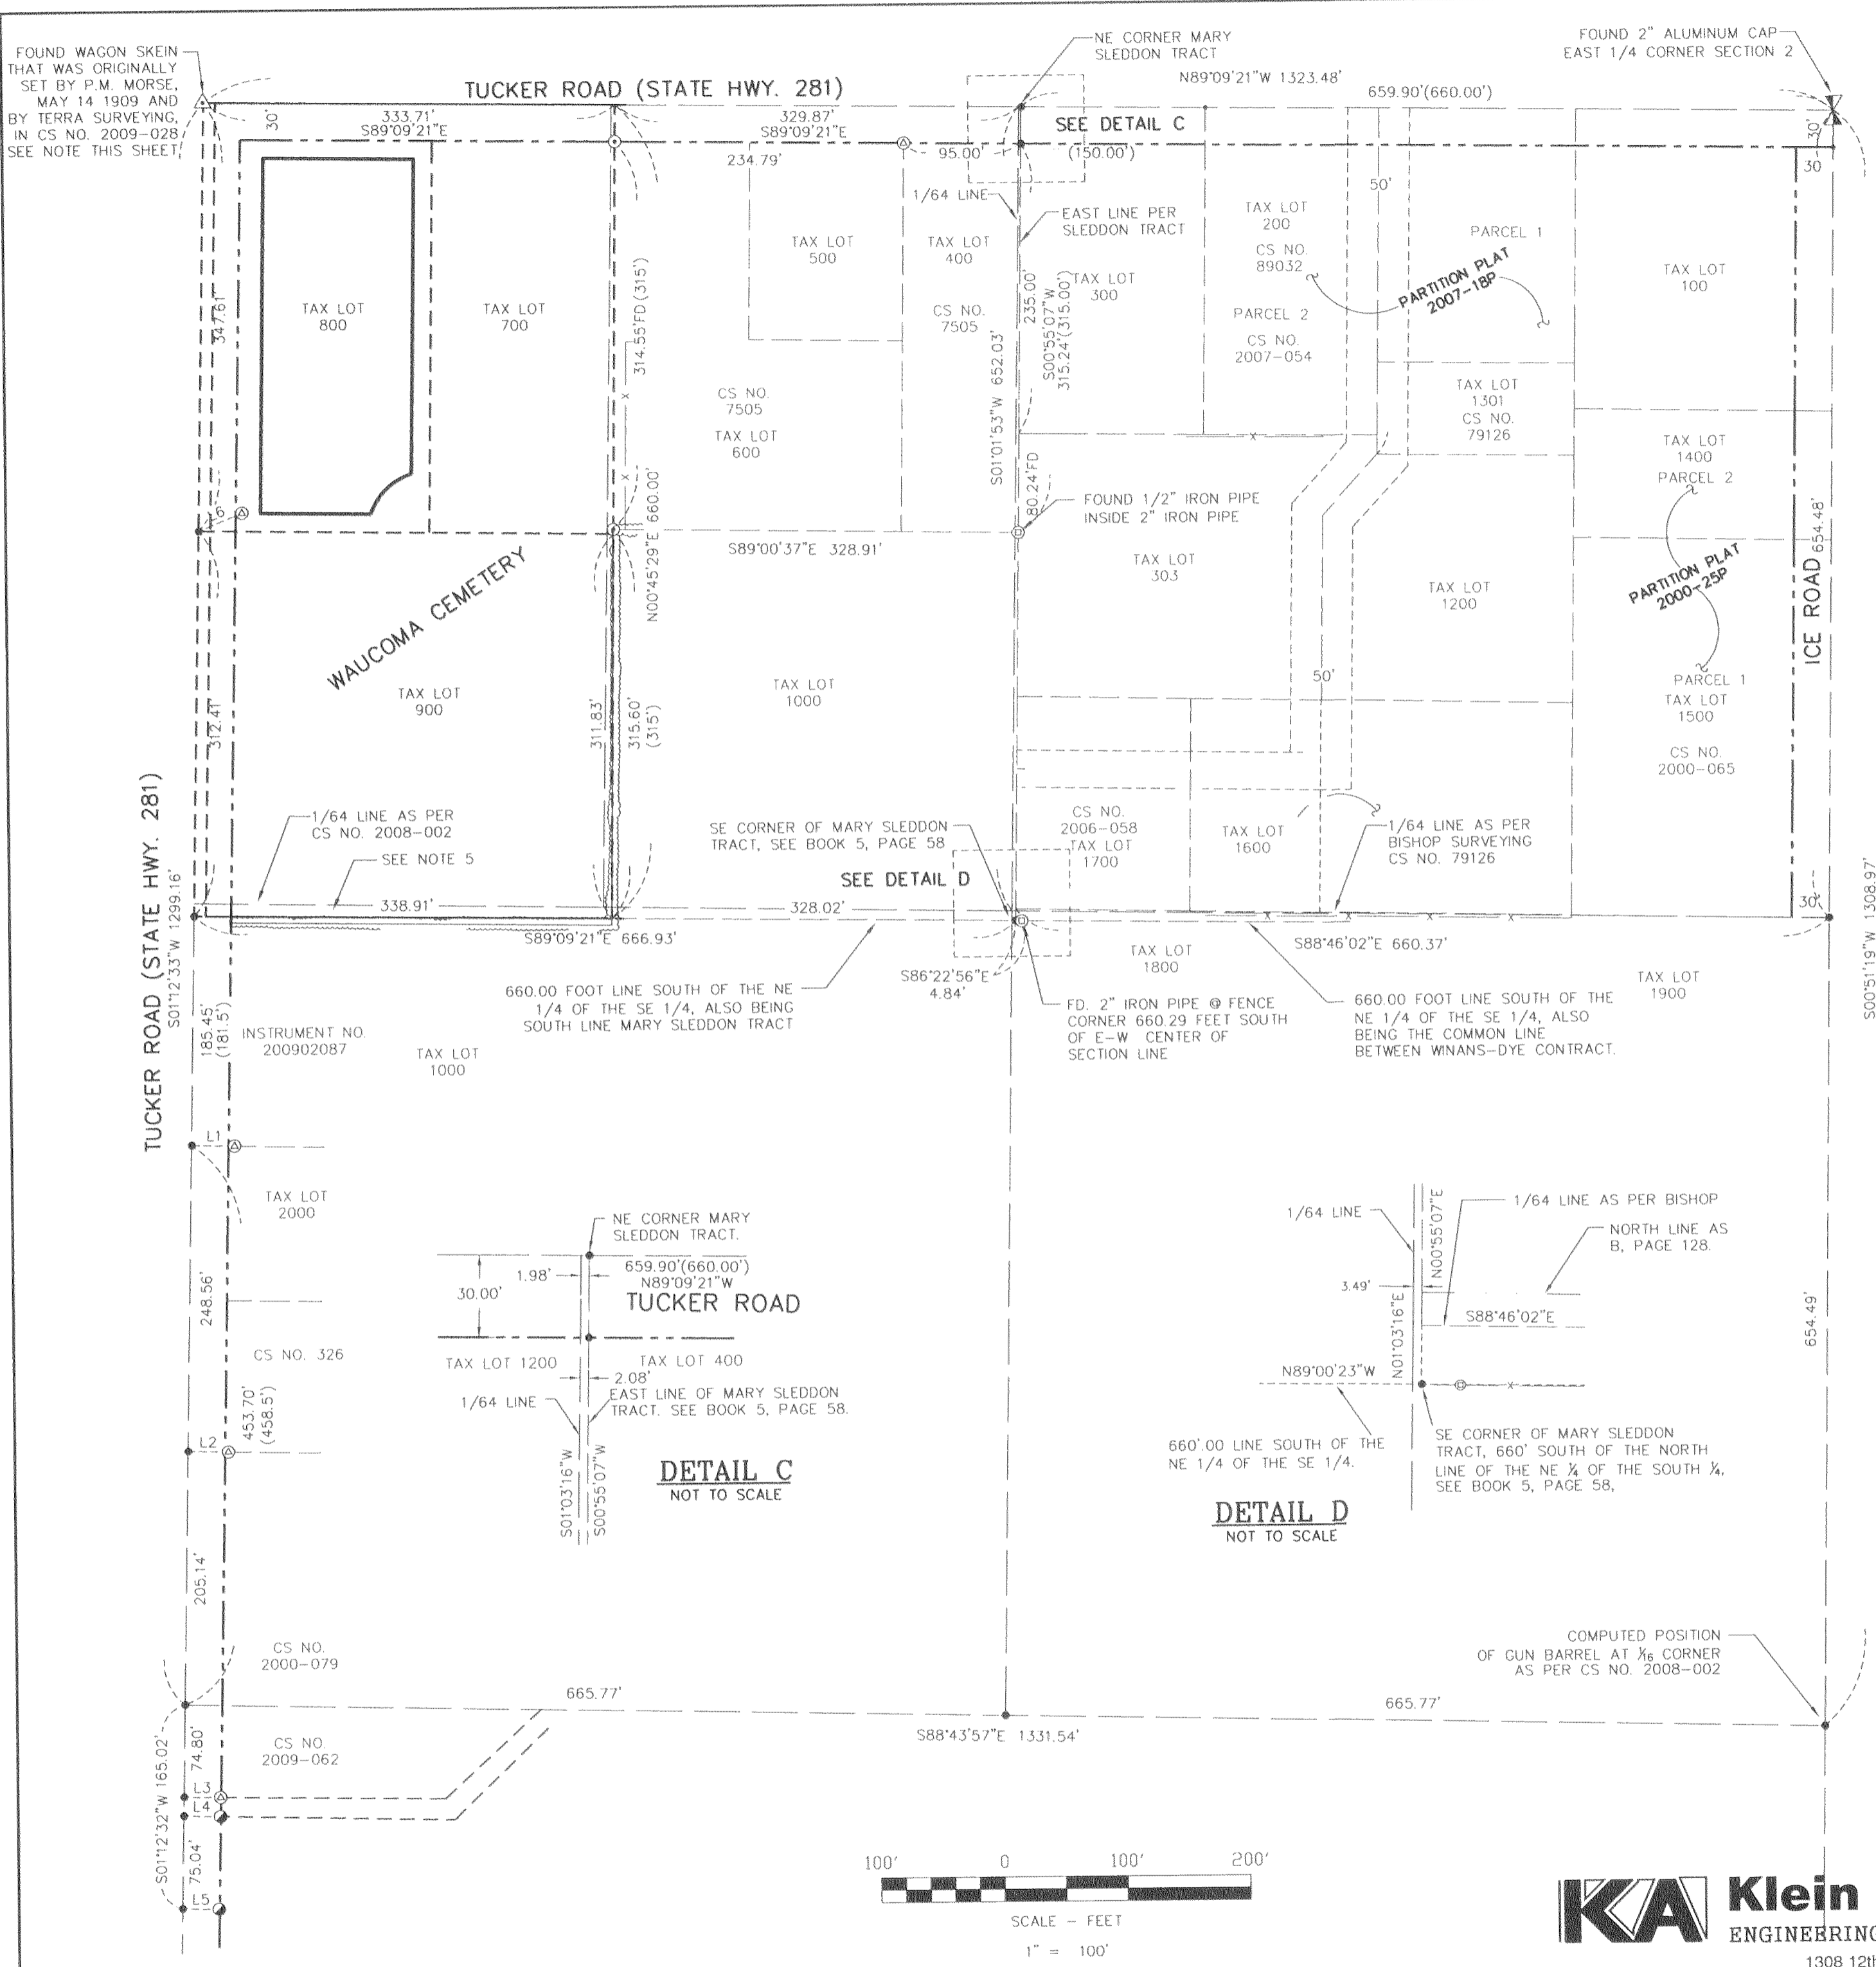 FOUND WAGON SKEIN
THAT WAS ORIGINALLY
SET BY P.M. MORSE,
MAY 14 1909 AND
BY TERRA SURVEYING,
IN CS NO. 2009-028
SEE NOTE THIS SHEET
TUCKER ROAD (STATE HWY. 281)
NE CORNER MARY
SLEDDON TRACT
N89°09'21"W 1323.48'
FOUND 2" ALUMINUM CAP
EAST 1/4 CORNER SECTION 2
659.90'(660.00')
30'
333.71'
S89°09'21"E
329.87'
S89°09'21"E
SEE DETAIL C
234.79'
95.00'
(150.00')
30'
30
50'
1/64 LINE
EAST LINE PER
SLEDDON TRACT
TAX LOT
800
TAX LOT
700
TAX LOT
500
TAX LOT
400
CS NO.
7505
TAX LOT
300
TAX LOT
200
CS NO.
89032
PARCEL 2
CS NO.
2007-054
PARCEL 1
PARTITION PLAT
2007-18P
TAX LOT
100
347.61'
314.55'FD (315')
CS NO.
7505
TAX LOT
600
S01°01'53"W 652.03'
235.00'
S00°55'07"W
315.24'(315.00')
TAX LOT
1301
CS NO.
79126
TAX LOT
1400
PARCEL 2
80.24'FD
FOUND 1/2" IRON PIPE
INSIDE 2" IRON PIPE
6'
N00°45'29"E 660.00'
S89°00'37"E 328.91'
TAX LOT
303
TAX LOT
1200
PARTITION PLAT
2000-25P
ICE ROAD
654.48'
WAUCOMA CEMETERY
TAX LOT
900
TAX LOT
1000
50'
PARCEL 1
TAX LOT
1500
CS NO.
2000-065
312.41'
311.83'
315.60'
(315')
TUCKER ROAD (STATE HWY. 281)
S01°12'33"W 1299.16'
1/64 LINE AS PER
CS NO. 2008-002
SEE NOTE 5
SE CORNER OF MARY SLEDDON
TRACT, SEE BOOK 5, PAGE 58
CS NO.
2006-058
TAX LOT
1700
TAX LOT
1600
1/64 LINE AS PER
BISHOP SURVEYING
CS NO. 79126
SEE DETAIL D
338.91'
328.02'
30'
S89°09'21"E 666.93'
S88°46'02"E 660.37'
S00°51'19"W 1308.97'
S86°22'56"E
4.84'
TAX LOT
1800
TAX LOT
1900
660.00 FOOT LINE SOUTH OF THE NE
1/4 OF THE SE 1/4, ALSO BEING
SOUTH LINE MARY SLEDDON TRACT
FD. 2" IRON PIPE @ FENCE
CORNER 660.29 FEET SOUTH
OF E-W CENTER OF
SECTION LINE
660.00 FOOT LINE SOUTH OF THE
NE 1/4 OF THE SE 1/4, ALSO
BEING THE COMMON LINE
BETWEEN WINANS-DYE CONTRACT.
185.45'
(181.5')
INSTRUMENT NO.
200902087
TAX LOT
1000
L1
TAX LOT
2000
248.56'
CS NO. 326
453.70'
(458.5')
L2
NE CORNER MARY
SLEDDON TRACT.
1.98'
659.90'(660.00')
N89°09'21"W
30.00'
TUCKER ROAD
TAX LOT 1200
TAX LOT 400
2.08'
1/64 LINE
EAST LINE OF MARY SLEDDON
TRACT. SEE BOOK 5, PAGE 58.
S01°03'16"W
S00°55'07"W
DETAIL C
NOT TO SCALE
1/64 LINE
N00°55'07"E
1/64 LINE AS PER BISHOP
NORTH LINE AS
B, PAGE 128.
3.49'
N01°03'16"E
S88°46'02"E
N89°00'23"W
660'.00 LINE SOUTH OF THE
NE 1/4 OF THE SE 1/4.
SE CORNER OF MARY SLEDDON
TRACT, 660' SOUTH OF THE NORTH
LINE OF THE NE ¼ OF THE SOUTH ¼,
SEE BOOK 5, PAGE 58,
DETAIL D
NOT TO SCALE
654.49'
205.14'
CS NO.
2000-079
COMPUTED POSITION
OF GUN BARREL AT 1/16 CORNER
AS PER CS NO. 2008-002
665.77'
665.77'
S88°43'57"E 1331.54'
S01°12'32"W 165.02'
74.80'
CS NO.
2009-062
L3
L4
75.04'
L5
100' 0 100' 200'
SCALE - FEET
1" = 100'
KA Klein
ENGINEERING
1308 12th